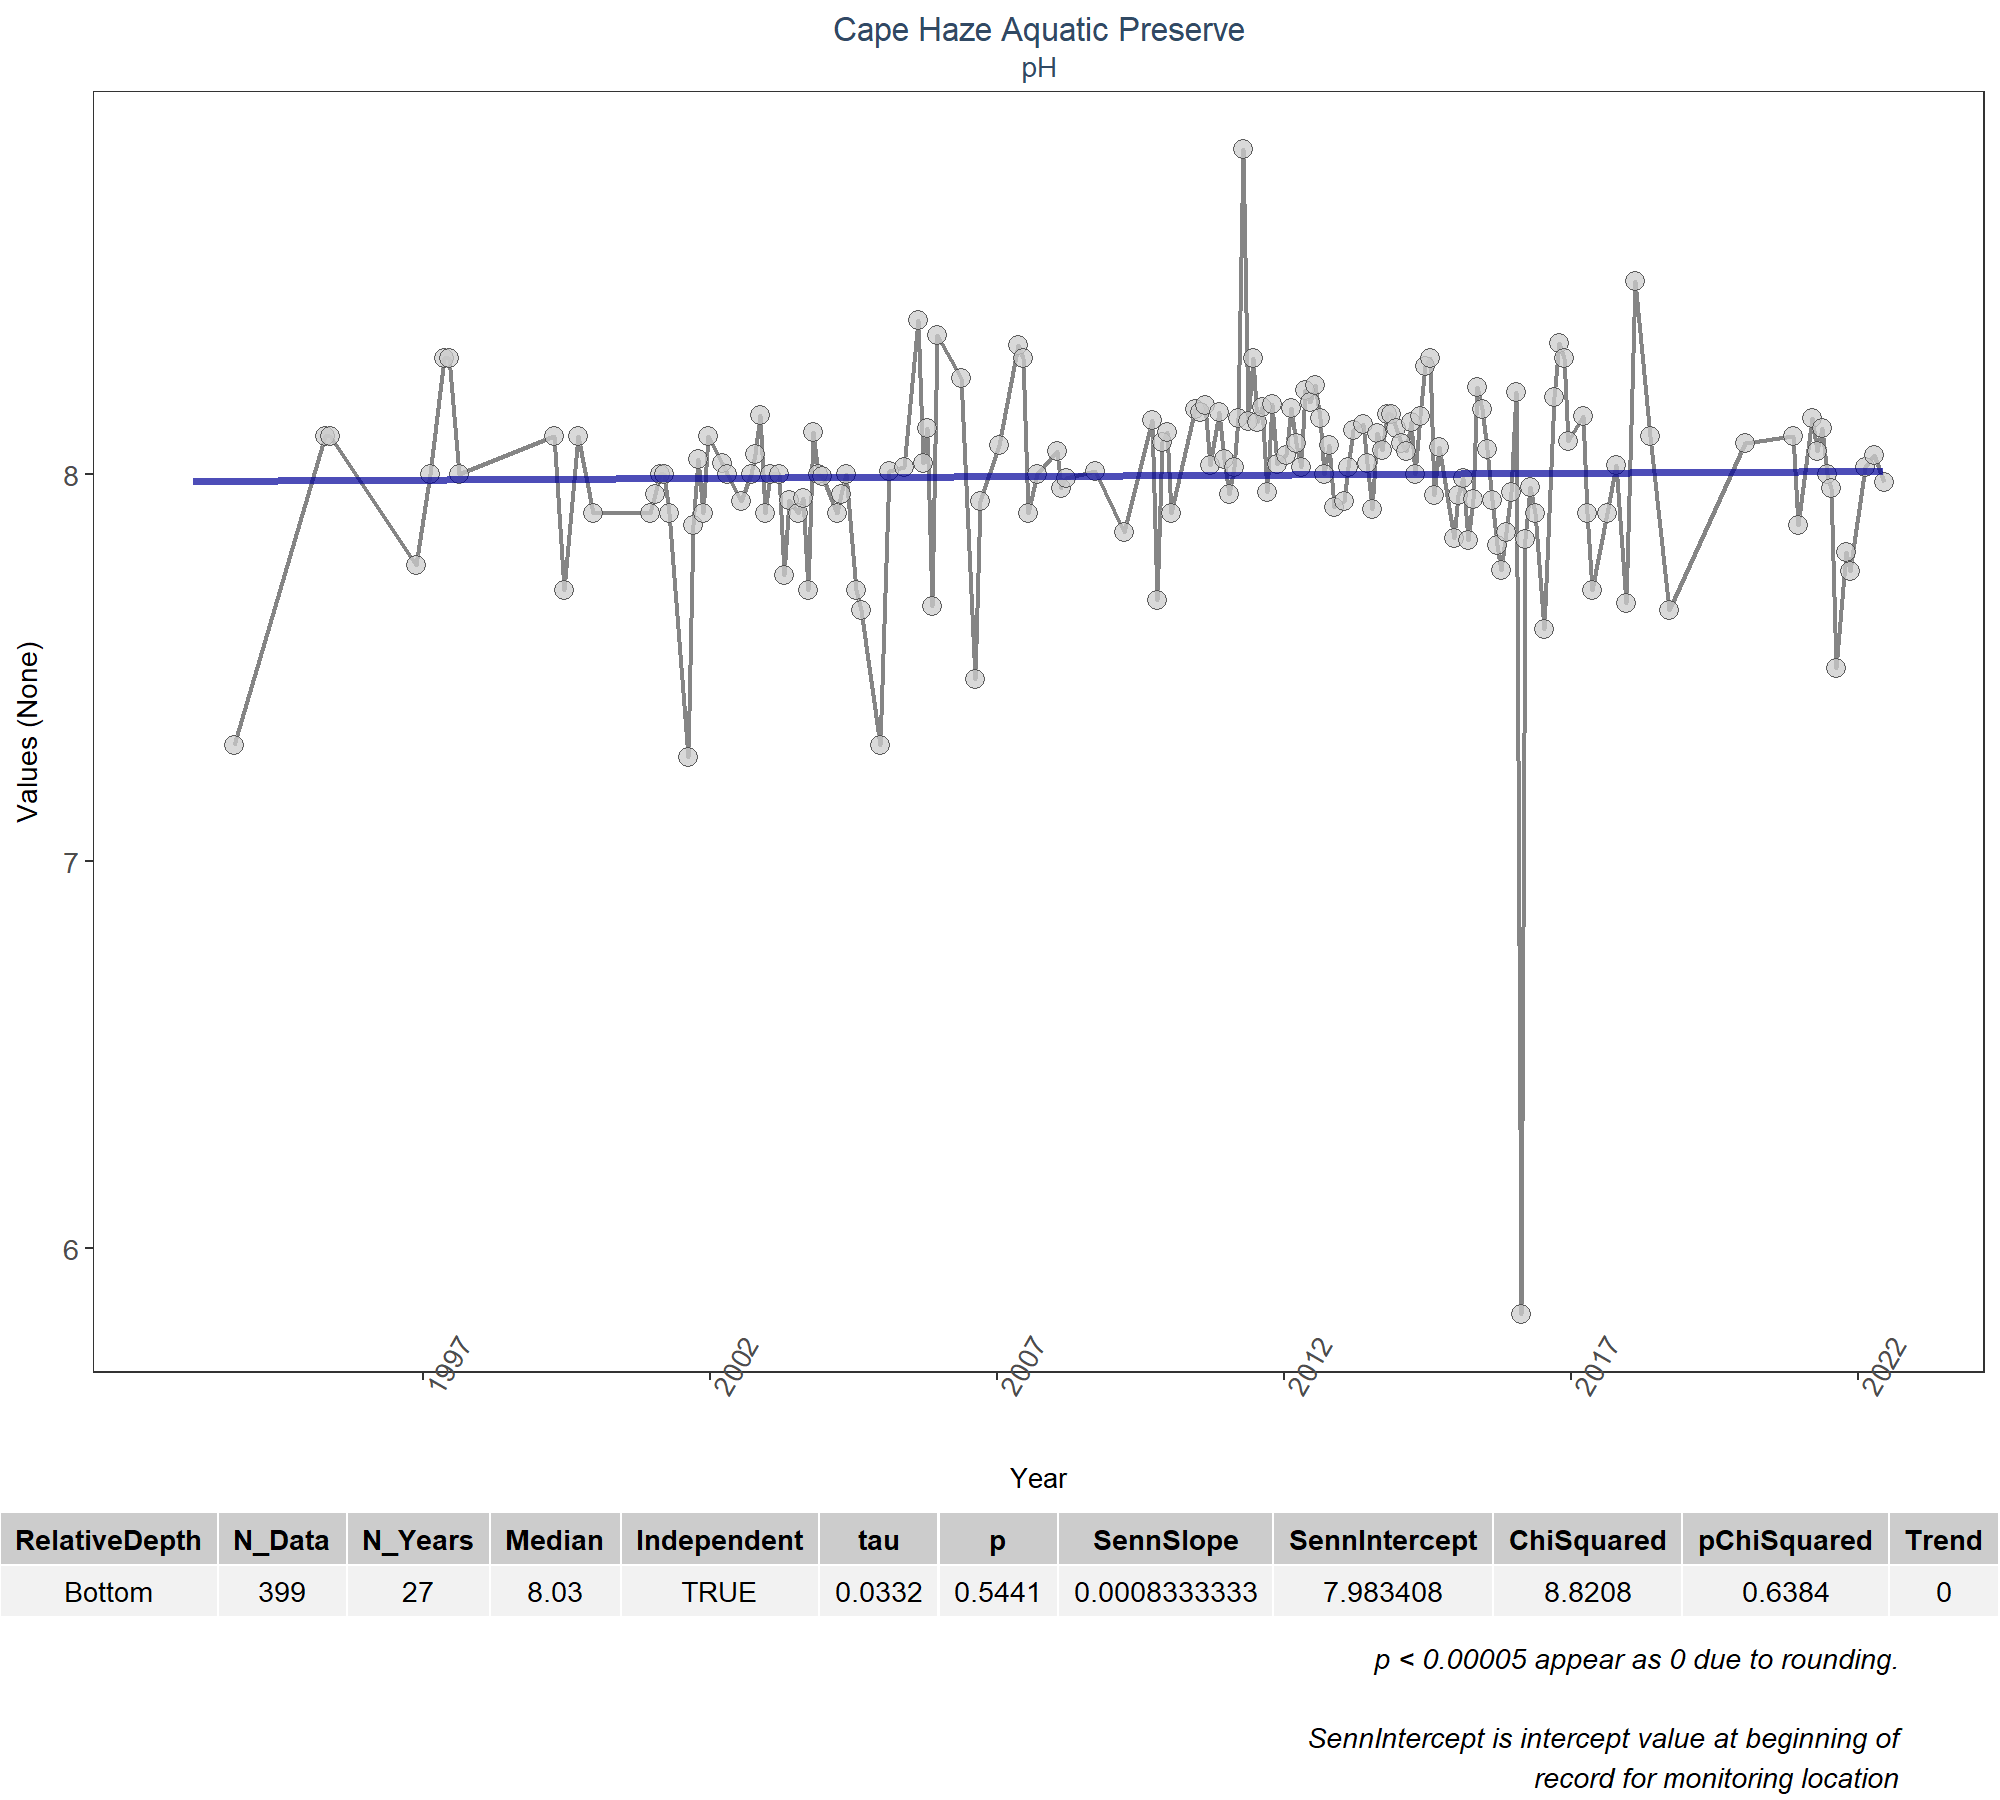 Cape Haze Aquatic Preserve
pH
Values (None)
8
7
6
1997 2002 2007 2012 2017 2022
Year
RelativeDepth N_Data N_Years Median Independent tau p SennSlope SennIntercept ChiSquared pChiSquared Trend
Bottom 399 27 8.03 TRUE 0.0332 0.5441 0.0008333333 7.983408 8.8208 0.6384 0
p < 0.00005 appear as 0 due to rounding.
SennIntercept is intercept value at beginning of
record for monitoring location